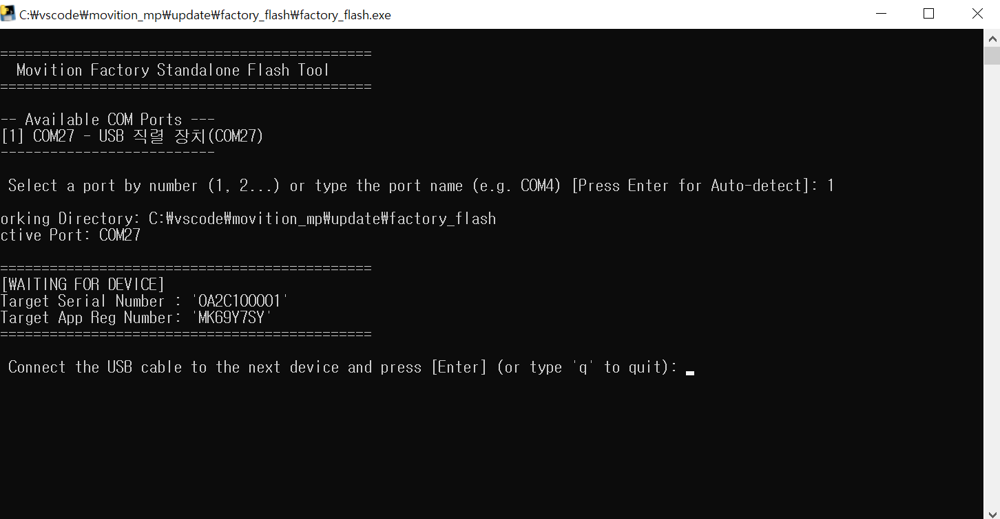 C:₩vscode₩movition_mp₩update₩factory_flash₩factory_flash.exe
=============================================
Movition Factory Standalone Flash Tool
=============================================
-- Available COM Ports ---
[1] COM27 - USB 직렬 장치(COM27)
--------------------------
Select a port by number (1, 2...) or type the port name (e.g. COM4) [Press Enter for Auto-detect]: 1
orking Directory: C:₩vscode₩movition_mp₩update₩factory_flash
ctive Port: COM27
=============================================
[WAITING FOR DEVICE]
Target Serial Number : '0A2C100001'
Target App Reg Number: 'MK69Y7SY'
=============================================
Connect the USB cable to the next device and press [Enter] (or type 'q' to quit):